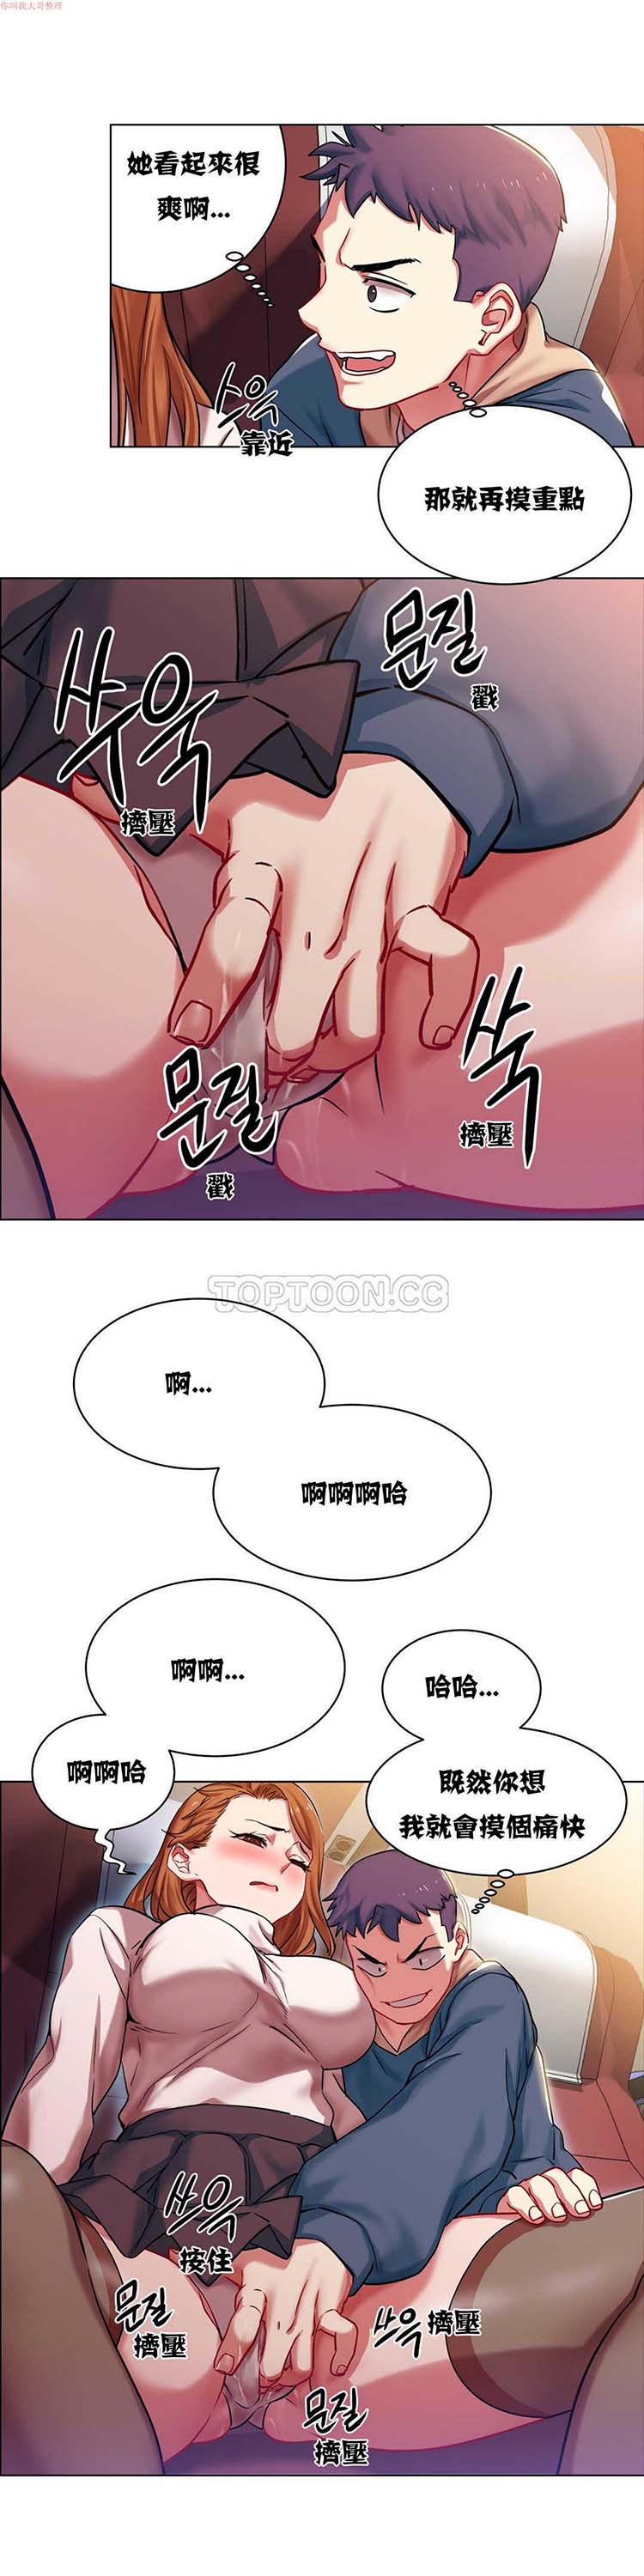 你叫我大哥整理
她看起來很
爽啊...
스윽
靠近
那就再摸重點
문질
戳
스윽
擠壓
슥
擠壓
문질
戳
TOPTOON.CC
啊...
啊啊啊哈
啊啊...
啊啊哈
哈哈...
既然你想
我就會摸個痛快
스윽
按住
문질
擠壓
스윽
擠壓
문질
擠壓